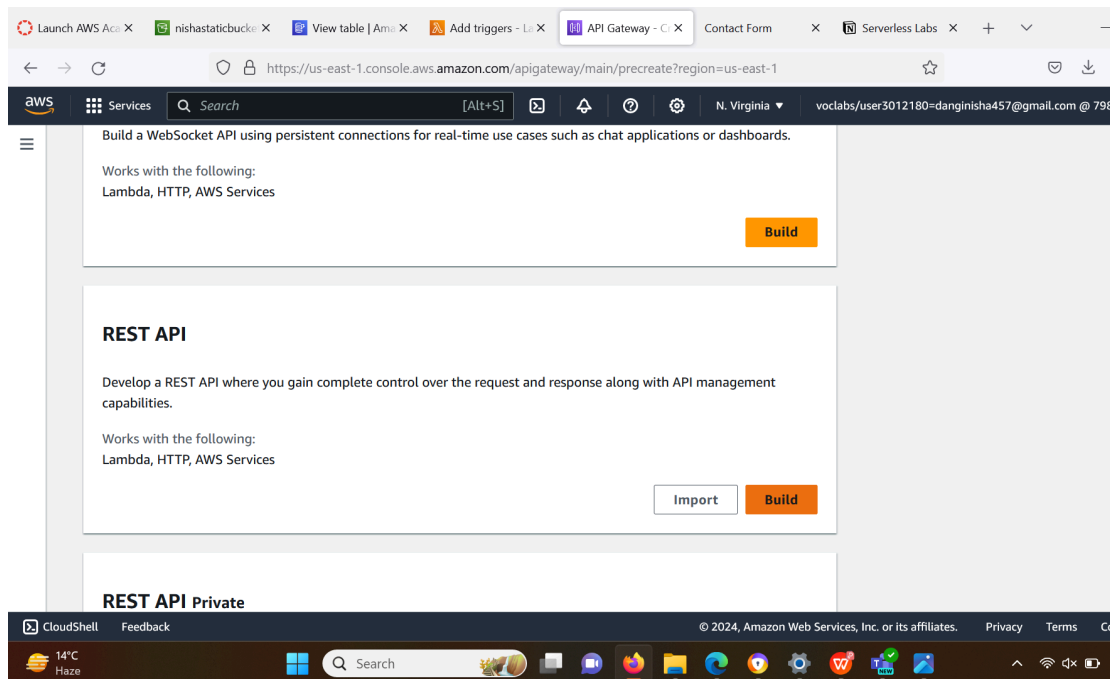 Launch AWS Aca
nishastaticbucke
View table | Ama
Add triggers - La
API Gateway - Cr
Contact Form
Serverless Labs
https://us-east-1.console.aws.amazon.com/apigateway/main/precreate?region=us-east-1
aws
Services
Search
[Alt+S]
N. Virginia
voclabs/user3012180=danginisha457@gmail.com @ 798
Build a WebSocket API using persistent connections for real-time use cases such as chat applications or dashboards.
Works with the following:
Lambda, HTTP, AWS Services
Build
REST API
Develop a REST API where you gain complete control over the request and response along with API management
capabilities.
Works with the following:
Lambda, HTTP, AWS Services
Import
Build
REST API Private
CloudShell
Feedback
© 2024, Amazon Web Services, Inc. or its affiliates.
Privacy
Terms
14°C
Haze
Search
NEW